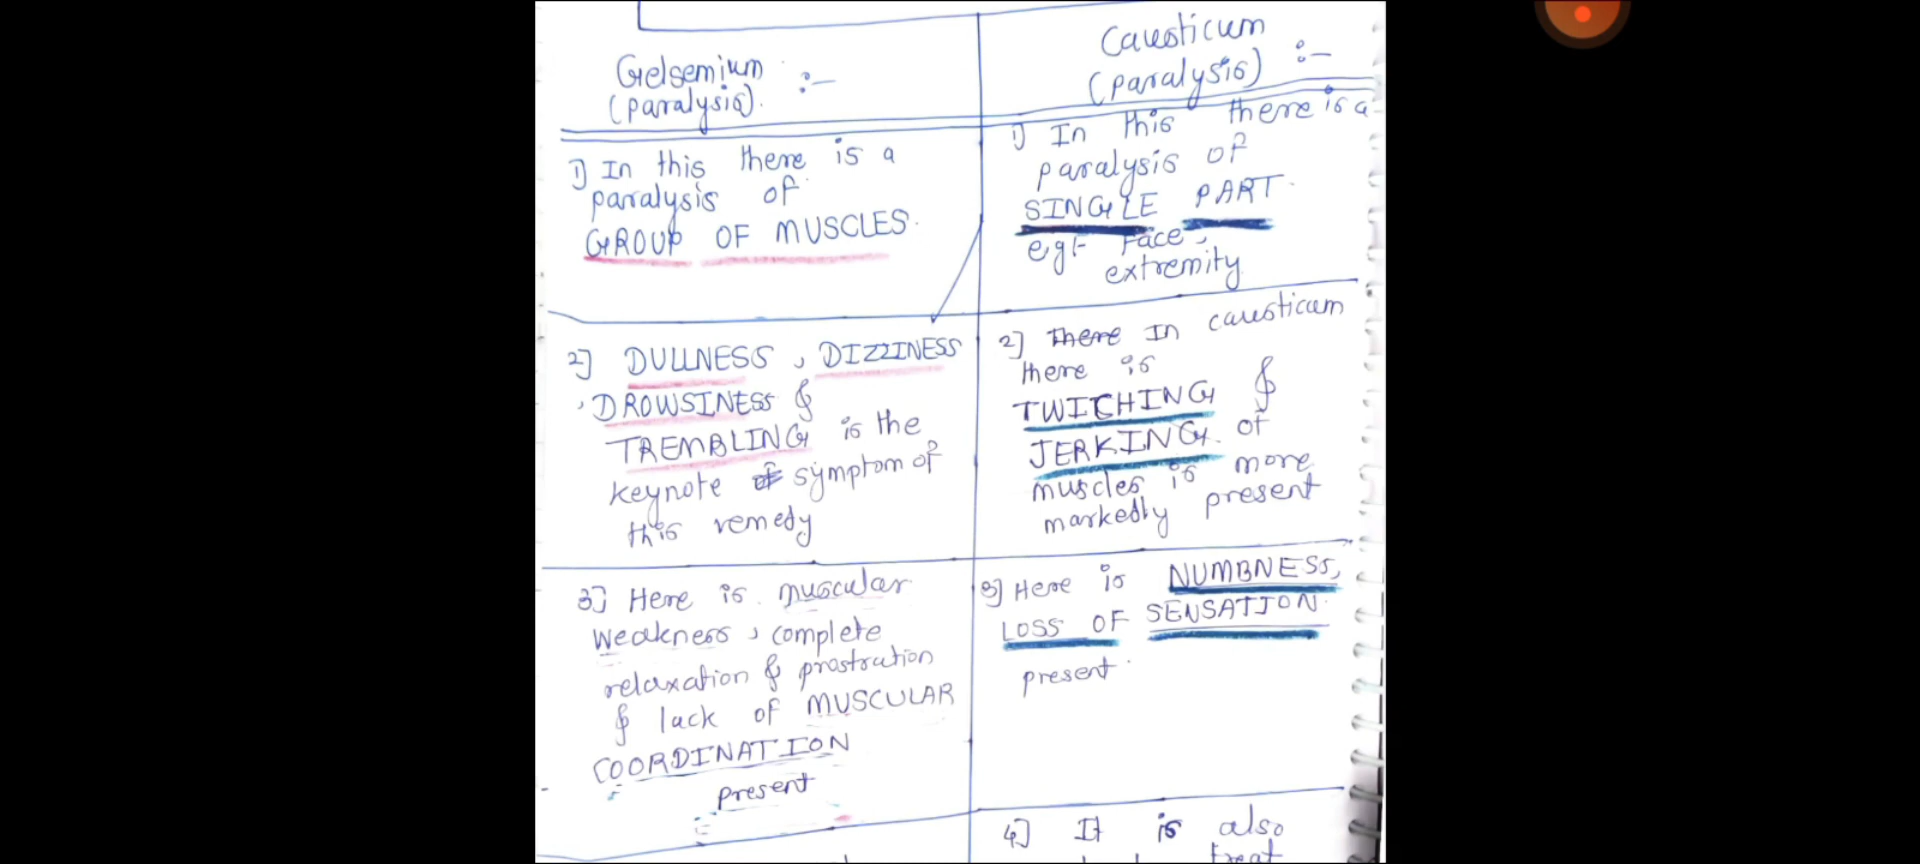 Gelsemium :-
(paralysis).
1) In this there is a
paralysis of
GROUP OF MUSCLES.
2] DULLNESS, DIZZINESS
, DROWSINESS &
TREMBLING is the
keynote symptom of
this remedy
3] Here is muscular
weakness, complete
relaxation & prostration
& lack of MUSCULAR
COORDINATION
present
Causticum
(paralysis) :-
1) In this there is a
paralysis of
SINGLE PART.
eg:- Face,
extremity
2] There In causticum
there is
TWICHING &
JERKING of
muscles is more
markedly present
3] Here is NUMBNESS,
LOSS OF SENSATION.
present.
4] It is also
treat